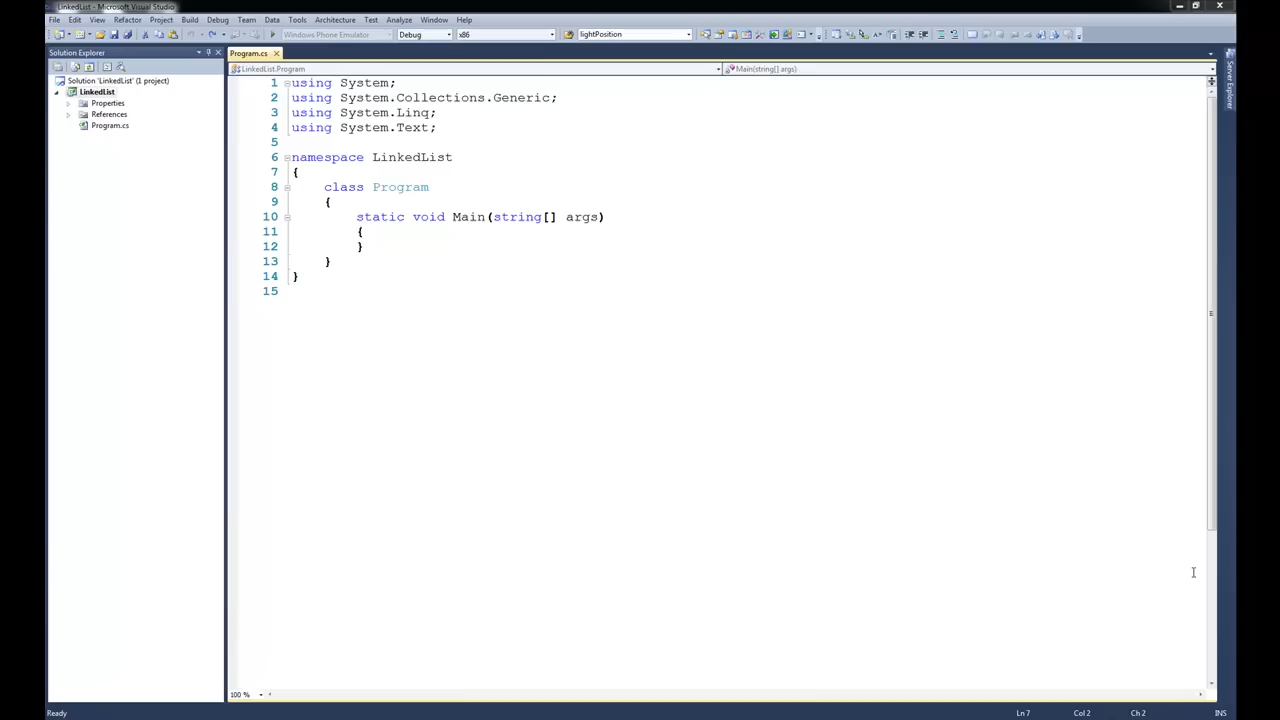 LinkedList - Microsoft Visual Studio
File Edit View Refactor Project Build Debug Team Data Tools Architecture Test Analyze Window Help
Windows Phone Emulator Debug x86 lightPosition
Solution Explorer
Solution 'LinkedList' (1 project)
LinkedList
Properties
References
Program.cs
Program.cs
LinkedList.Program Main(string[] args)
1 using System;
2 using System.Collections.Generic;
3 using System.Linq;
4 using System.Text;
5
6 namespace LinkedList
7 {
8 class Program
9 {
10 static void Main(string[] args)
11 {
12 }
13 }
14 }
15
Server Explorer
100 %
Ready Ln 7 Col 2 Ch 2 INS